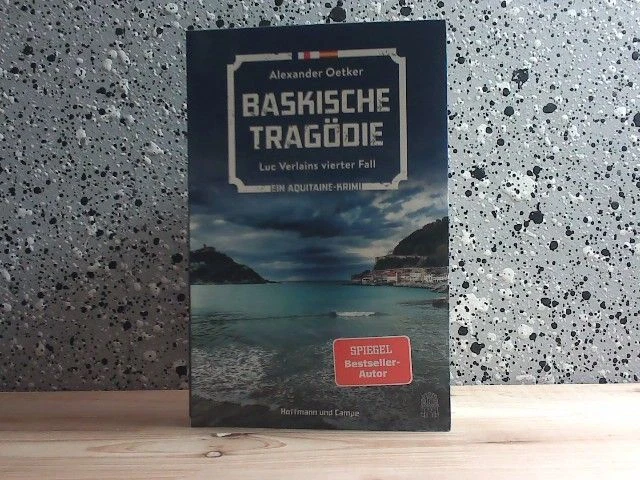 Alexander Oetker
BASKISCHE
TRAGÖDIE
Luc Verlains vierter Fall
EIN AQUITAINE-KRIMI
SPIEGEL
Bestseller-
Autor
Hoffmann und Campe